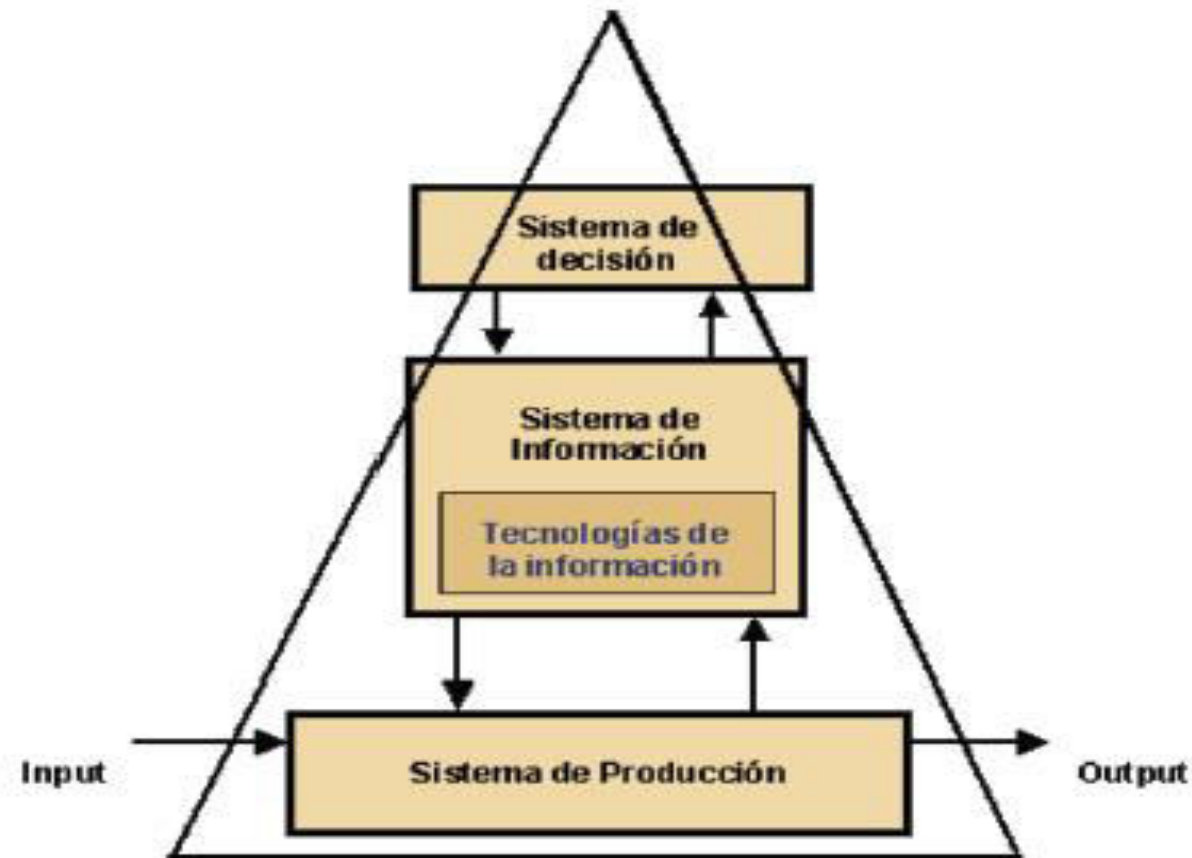 Sistema de
decisión
Sistema de
Información
Tecnologías de
la información
Input
Sistema de Producción
Output